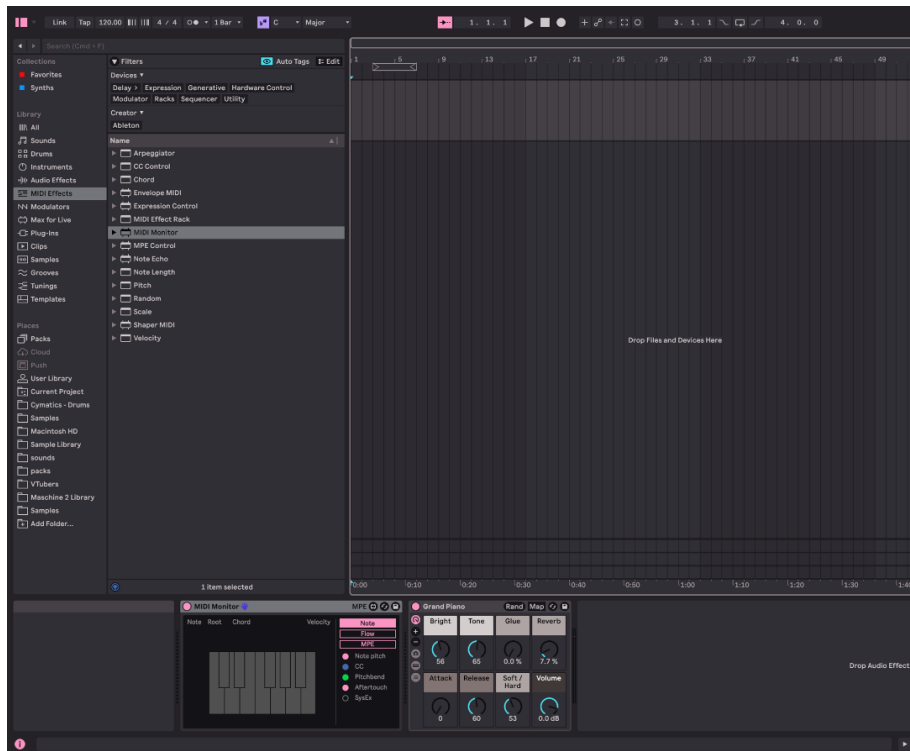 Link Tap 120.00 4 / 4 1 Bar C Major 1. 1. 1 3. 1. 1 4. 0. 0
Search (Cmd + F)
Collections
Favorites
Synths
Library
All
Sounds
Drums
Instruments
Audio Effects
MIDI Effects
Modulators
Max for Live
Plug-Ins
Clips
Samples
Grooves
Tunings
Templates
Places
Packs
Cloud
Push
User Library
Current Project
Cymatics - Drums
Samples
Macintosh HD
Sample Library
sounds
packs
VTubers
Maschine 2 Library
Samples
Add Folder...
Filters Auto Tags Edit
Devices
Delay > Expression Generative Hardware Control
Modulator Racks Sequencer Utility
Creator
Ableton
Name
Arpeggiator
CC Control
Chord
Envelope MIDI
Expression Control
MIDI Effect Rack
MIDI Monitor
MPE Control
Note Echo
Note Length
Pitch
Random
Scale
Shaper MIDI
Velocity
1 item selected
1 5 9 13 17 21 25 29 33 37 41 45 49
Drop Files and Devices Here
0:00 0:10 0:20 0:30 0:40 0:50 1:00 1:10 1:20 1:30 1:40
MIDI Monitor MPE
Note Root Chord Velocity
Note
Flow
MPE
Note pitch
CC
Pitchbend
Aftertouch
SysEx
Grand Piano Rand Map
Bright Tone Glue Reverb
56 65 0.0 % 7.7 %
Attack Release Soft / Hard Volume
0 60 53 0.0 dB
Drop Audio Effect